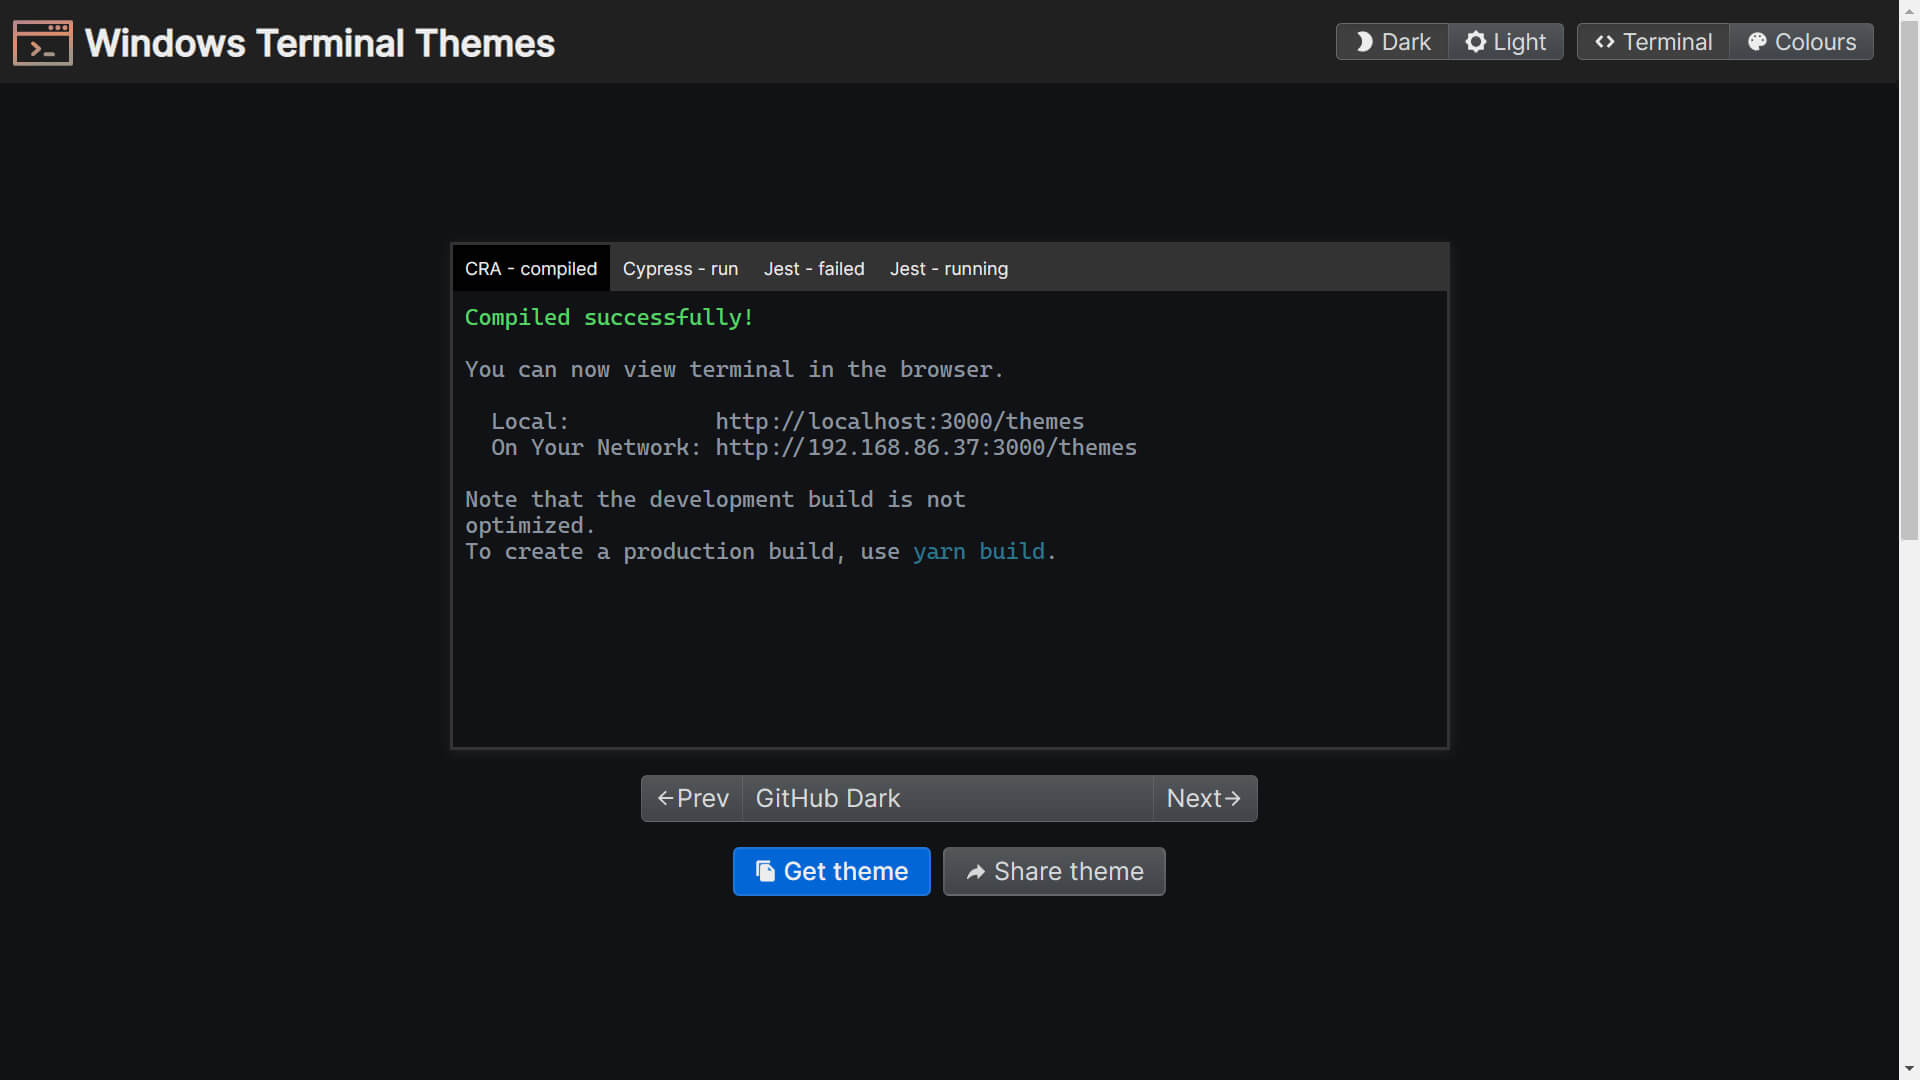 Windows Terminal Themes
Dark
Light
Terminal
Colours
CRA - compiled
Cypress - run
Jest - failed
Jest - running
Compiled successfully!
You can now view terminal in the browser.
Local: http://localhost:3000/themes
On Your Network: http://192.168.86.37:3000/themes
Note that the development build is not
optimized.
To create a production build, use yarn build.
←Prev
GitHub Dark
Next→
Get theme
Share theme